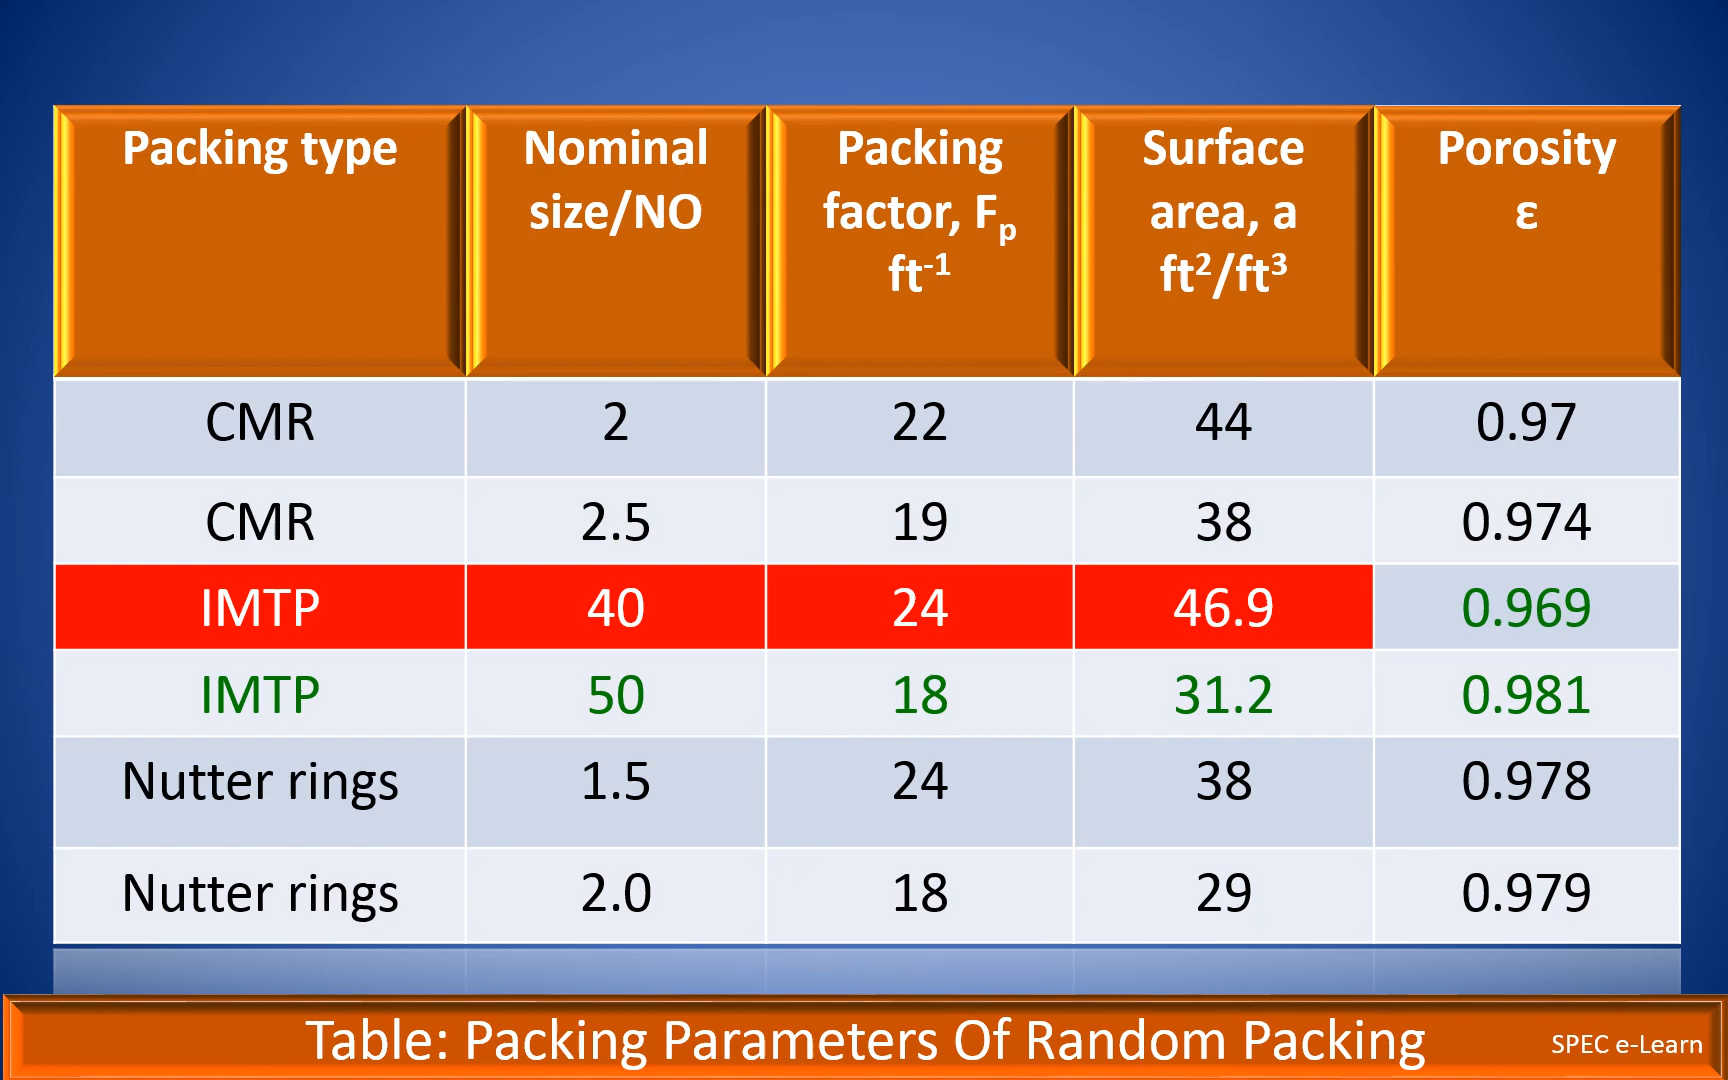 Packing type Nominal size/NO Packing factor, Fp ft-1 Surface area, a ft2/ft3 Porosity ε
CMR 2 22 44 0.97
CMR 2.5 19 38 0.974
IMTP 40 24 46.9 0.969
IMTP 50 18 31.2 0.981
Nutter rings 1.5 24 38 0.978
Nutter rings 2.0 18 29 0.979
Table: Packing Parameters Of Random Packing
SPEC e-Learn